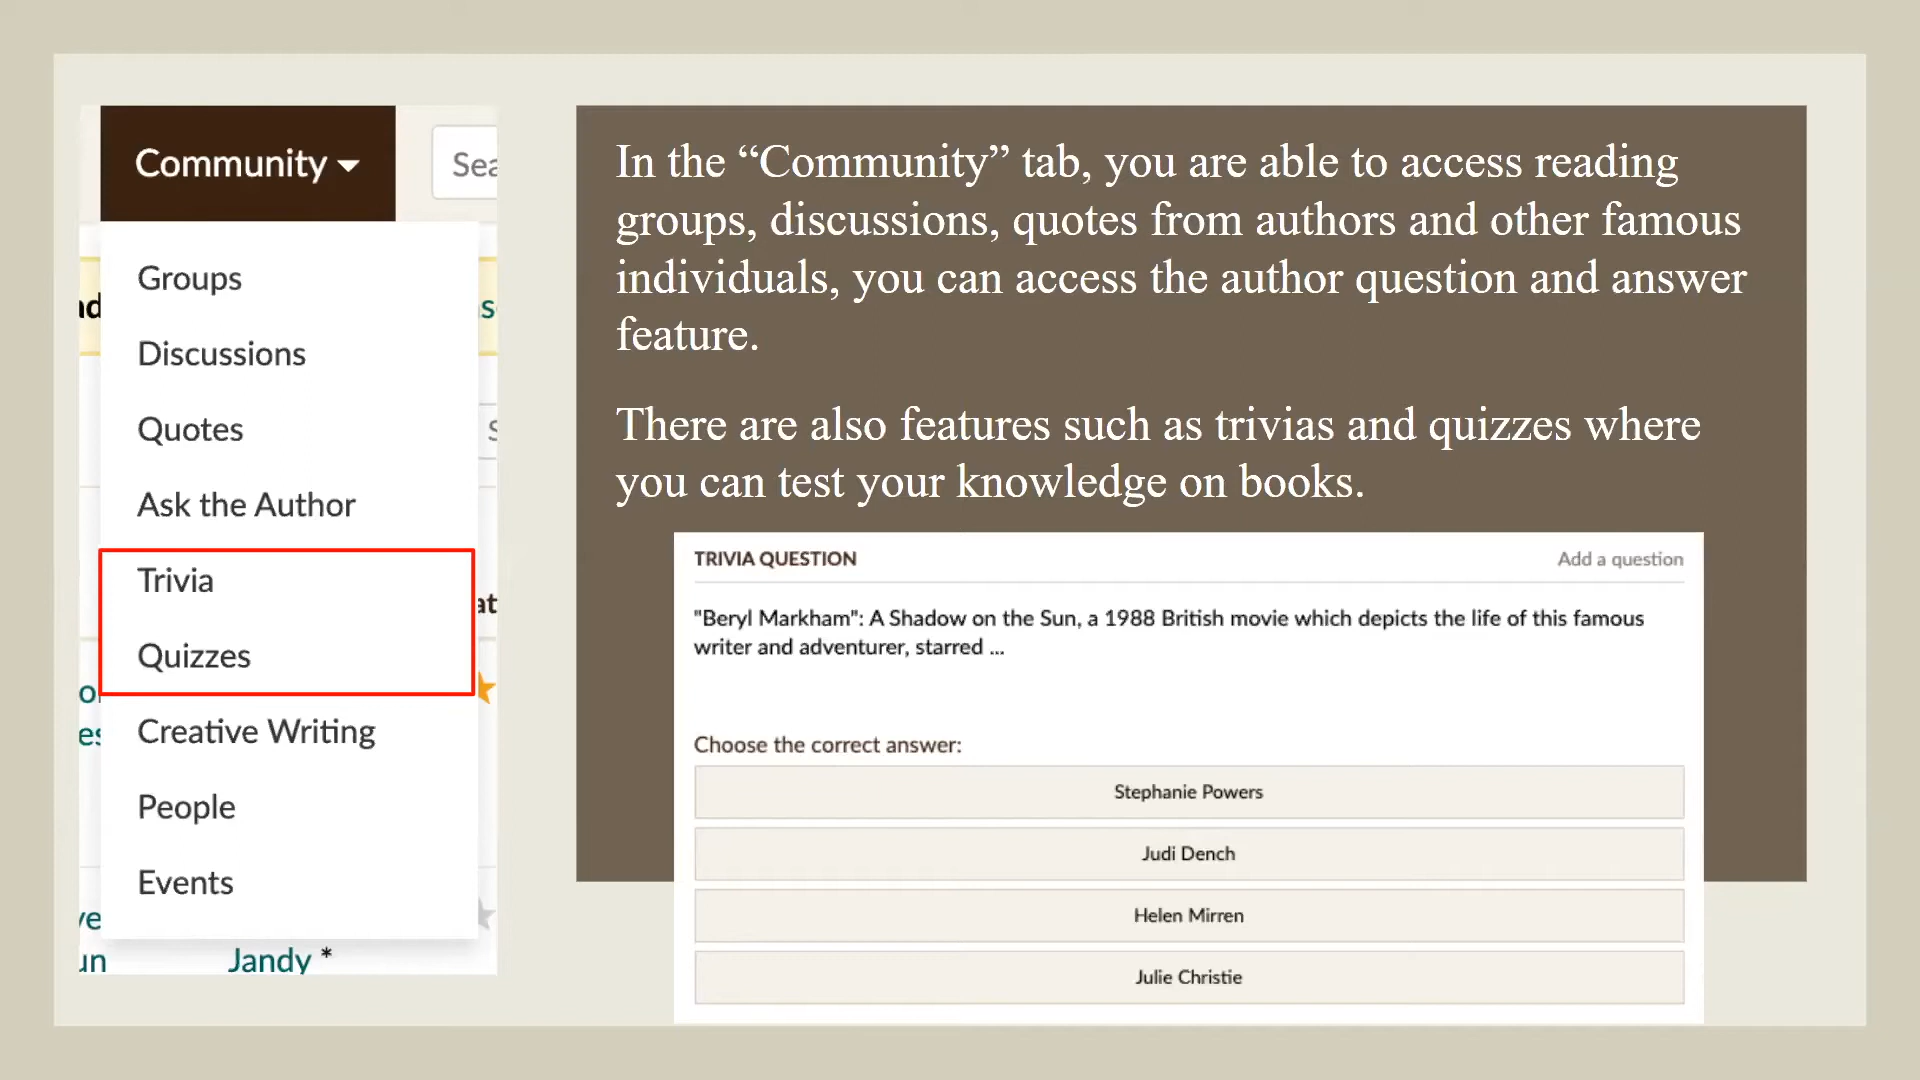 Community
Groups
Discussions
Quotes
Ask the Author
Trivia
Quizzes
Creative Writing
People
Events
Jandy *
In the “Community” tab, you are able to access reading
groups, discussions, quotes from authors and other famous
individuals, you can access the author question and answer
feature.
There are also features such as trivias and quizzes where
you can test your knowledge on books.
TRIVIA QUESTION
Add a question
"Beryl Markham": A Shadow on the Sun, a 1988 British movie which depicts the life of this famous
writer and adventurer, starred ...
Choose the correct answer:
Stephanie Powers
Judi Dench
Helen Mirren
Julie Christie